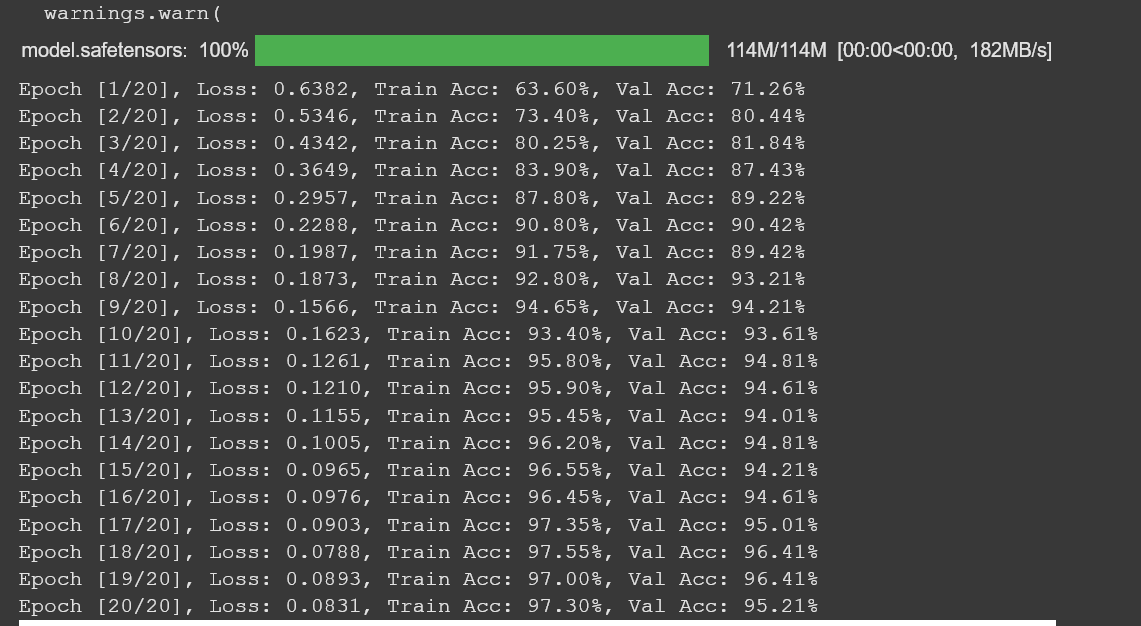 warnings.warn(
model.safetensors: 100% 114M/114M [00:00<00:00, 182MB/s]
Epoch [1/20], Loss: 0.6382, Train Acc: 63.60%, Val Acc: 71.26%
Epoch [2/20], Loss: 0.5346, Train Acc: 73.40%, Val Acc: 80.44%
Epoch [3/20], Loss: 0.4342, Train Acc: 80.25%, Val Acc: 81.84%
Epoch [4/20], Loss: 0.3649, Train Acc: 83.90%, Val Acc: 87.43%
Epoch [5/20], Loss: 0.2957, Train Acc: 87.80%, Val Acc: 89.22%
Epoch [6/20], Loss: 0.2288, Train Acc: 90.80%, Val Acc: 90.42%
Epoch [7/20], Loss: 0.1987, Train Acc: 91.75%, Val Acc: 89.42%
Epoch [8/20], Loss: 0.1873, Train Acc: 92.80%, Val Acc: 93.21%
Epoch [9/20], Loss: 0.1566, Train Acc: 94.65%, Val Acc: 94.21%
Epoch [10/20], Loss: 0.1623, Train Acc: 93.40%, Val Acc: 93.61%
Epoch [11/20], Loss: 0.1261, Train Acc: 95.80%, Val Acc: 94.81%
Epoch [12/20], Loss: 0.1210, Train Acc: 95.90%, Val Acc: 94.61%
Epoch [13/20], Loss: 0.1155, Train Acc: 95.45%, Val Acc: 94.01%
Epoch [14/20], Loss: 0.1005, Train Acc: 96.20%, Val Acc: 94.81%
Epoch [15/20], Loss: 0.0965, Train Acc: 96.55%, Val Acc: 94.21%
Epoch [16/20], Loss: 0.0976, Train Acc: 96.45%, Val Acc: 94.61%
Epoch [17/20], Loss: 0.0903, Train Acc: 97.35%, Val Acc: 95.01%
Epoch [18/20], Loss: 0.0788, Train Acc: 97.55%, Val Acc: 96.41%
Epoch [19/20], Loss: 0.0893, Train Acc: 97.00%, Val Acc: 96.41%
Epoch [20/20], Loss: 0.0831, Train Acc: 97.30%, Val Acc: 95.21%